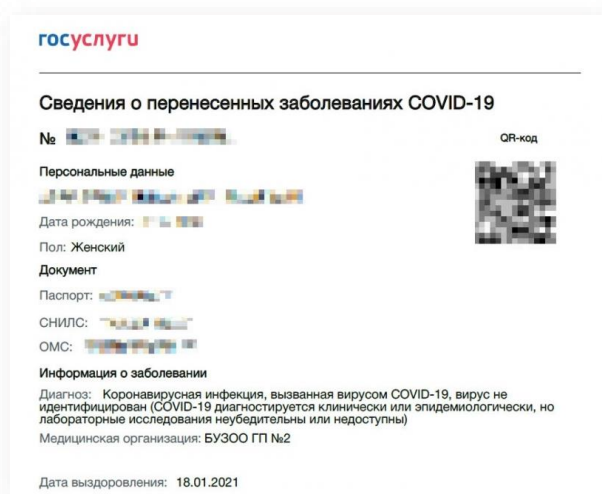 госуслуги
Сведения о перенесенных заболеваниях COVID-19
№
QR-код
Персональные данные
Дата рождения:
Пол: Женский
Документ
Паспорт:
СНИЛС:
ОМС:
Информация о заболевании
Диагноз: Коронавирусная инфекция, вызванная вирусом COVID-19, вирус не
идентифицирован (COVID-19 диагностируется клинически или эпидемиологически, но
лабораторные исследования неубедительны или недоступны)
Медицинская организация: БУЗОО ГП №2
Дата выздоровления: 18.01.2021